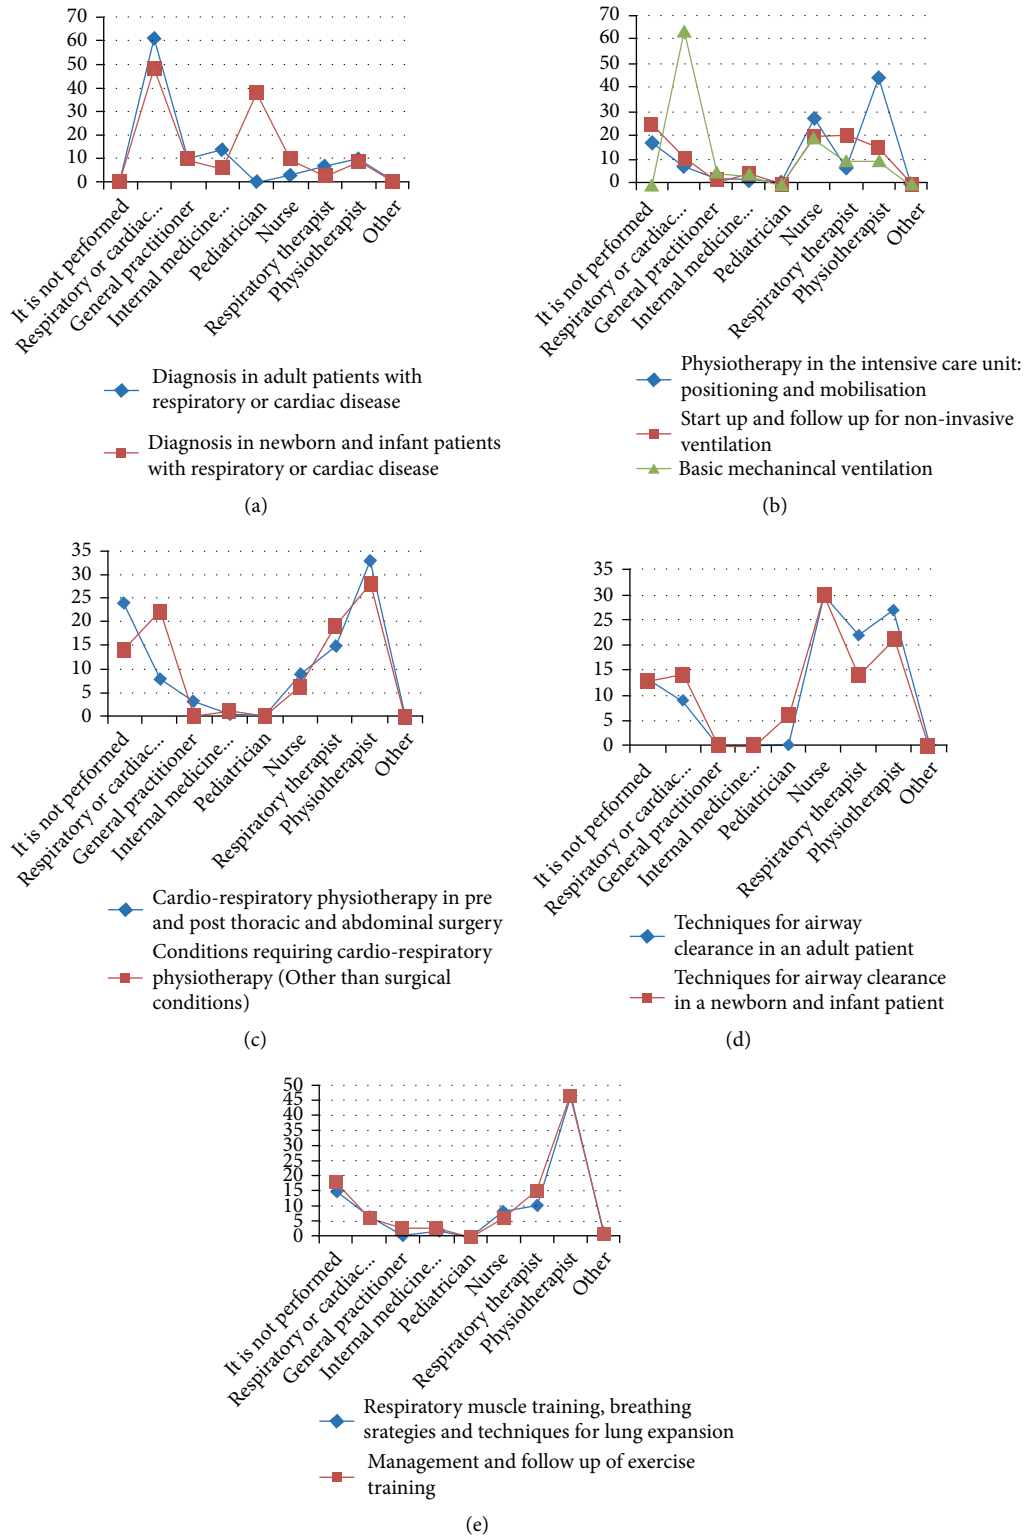 70
60
50
40
30
20
10
0
It is not performed
Respiratory or cardiac...
General practitioner
Internal medicine...
Pediatrician
Nurse
Respiratory therapist
Physiotherapist
Other
Diagnosis in adult patients with
respiratory or cardiac disease
Diagnosis in newborn and infant patients
with respiratory or cardiac disease
(a)
70
60
50
40
30
20
10
0
It is not performed
Respiratory or cardiac...
General practitioner
Internal medicine...
Pediatrician
Nurse
Respiratory therapist
Physiotherapist
Other
Physiotherapy in the intensive care unit:
positioning and mobilisation
Start up and follow up for non-invasive
ventilation
Basic mechanincal ventilation
(b)
35
30
25
20
15
10
5
0
It is not performed
Respiratory or cardiac...
General practitioner
Internal medicine...
Pediatrician
Nurse
Respiratory therapist
Physiotherapist
Other
Cardio-respiratory physiotherapy in pre
and post thoracic and abdominal surgery
Conditions requiring cardio-respiratory
physiotherapy (Other than surgical
conditions)
(c)
35
30
25
20
15
10
5
0
It is not performed
Respiratory or cardiac...
General practitioner
Internal medicine...
Pediatrician
Nurse
Respiratory therapist
Physiotherapist
Other
Techniques for airway
clearance in an adult patient
Techniques for airway clearance
in a newborn and infant patient
(d)
50
45
40
35
30
25
20
15
10
5
0
It is not performed
Respiratory or cardiac...
General practitioner
Internal medicine...
Pediatrician
Nurse
Respiratory therapist
Physiotherapist
Other
Respiratory muscle training, breathing
srategies and techniques for lung expansion
Management and follow up of exercise
training
(e)